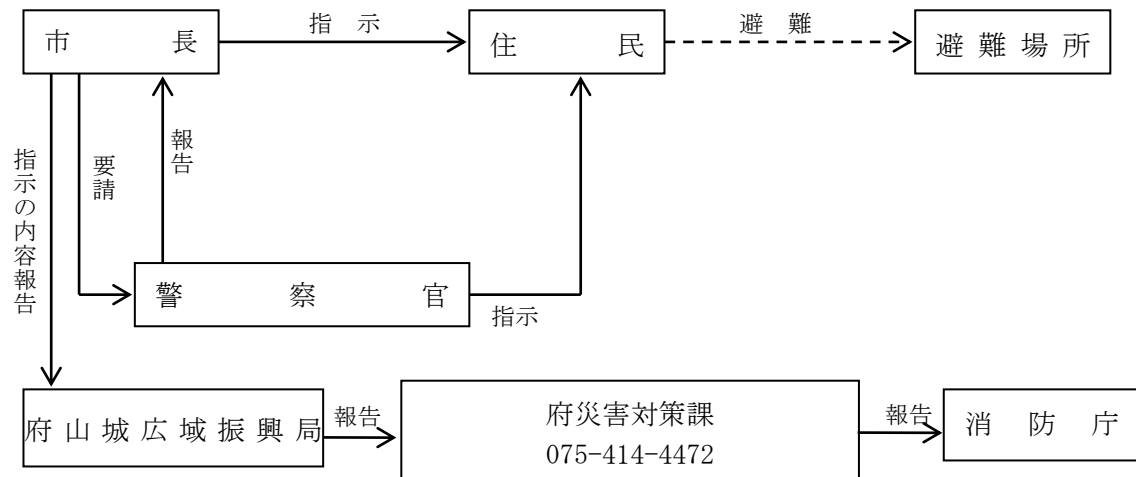 市長
指示
住民
避難
避難場所
指示の内容報告
要請
報告
警察官
指示
府山城広域振興局
報告
府災害対策課
075-414-4472
報告
消防庁